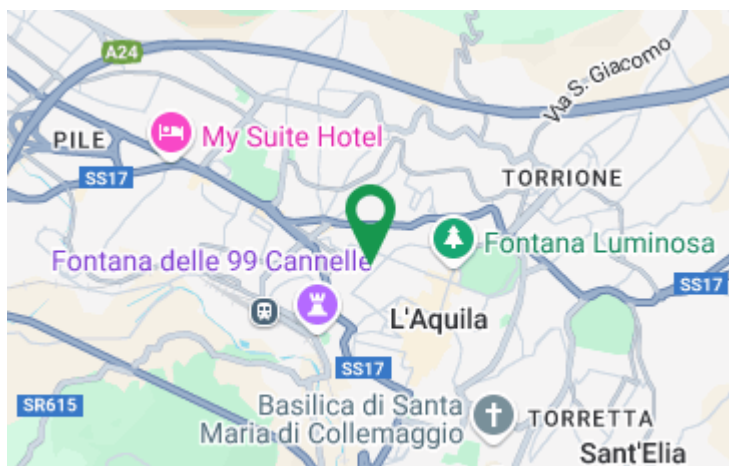 A24
Via S. Giacomo
PILE
My Suite Hotel
SS17
TORRIONE
Fontana Luminosa
Fontana delle 99 Cannelle
SS17
L'Aquila
SS17
SR615
Basilica di Santa
Maria di Collemaggio
TORRETTA
Sant'Elia